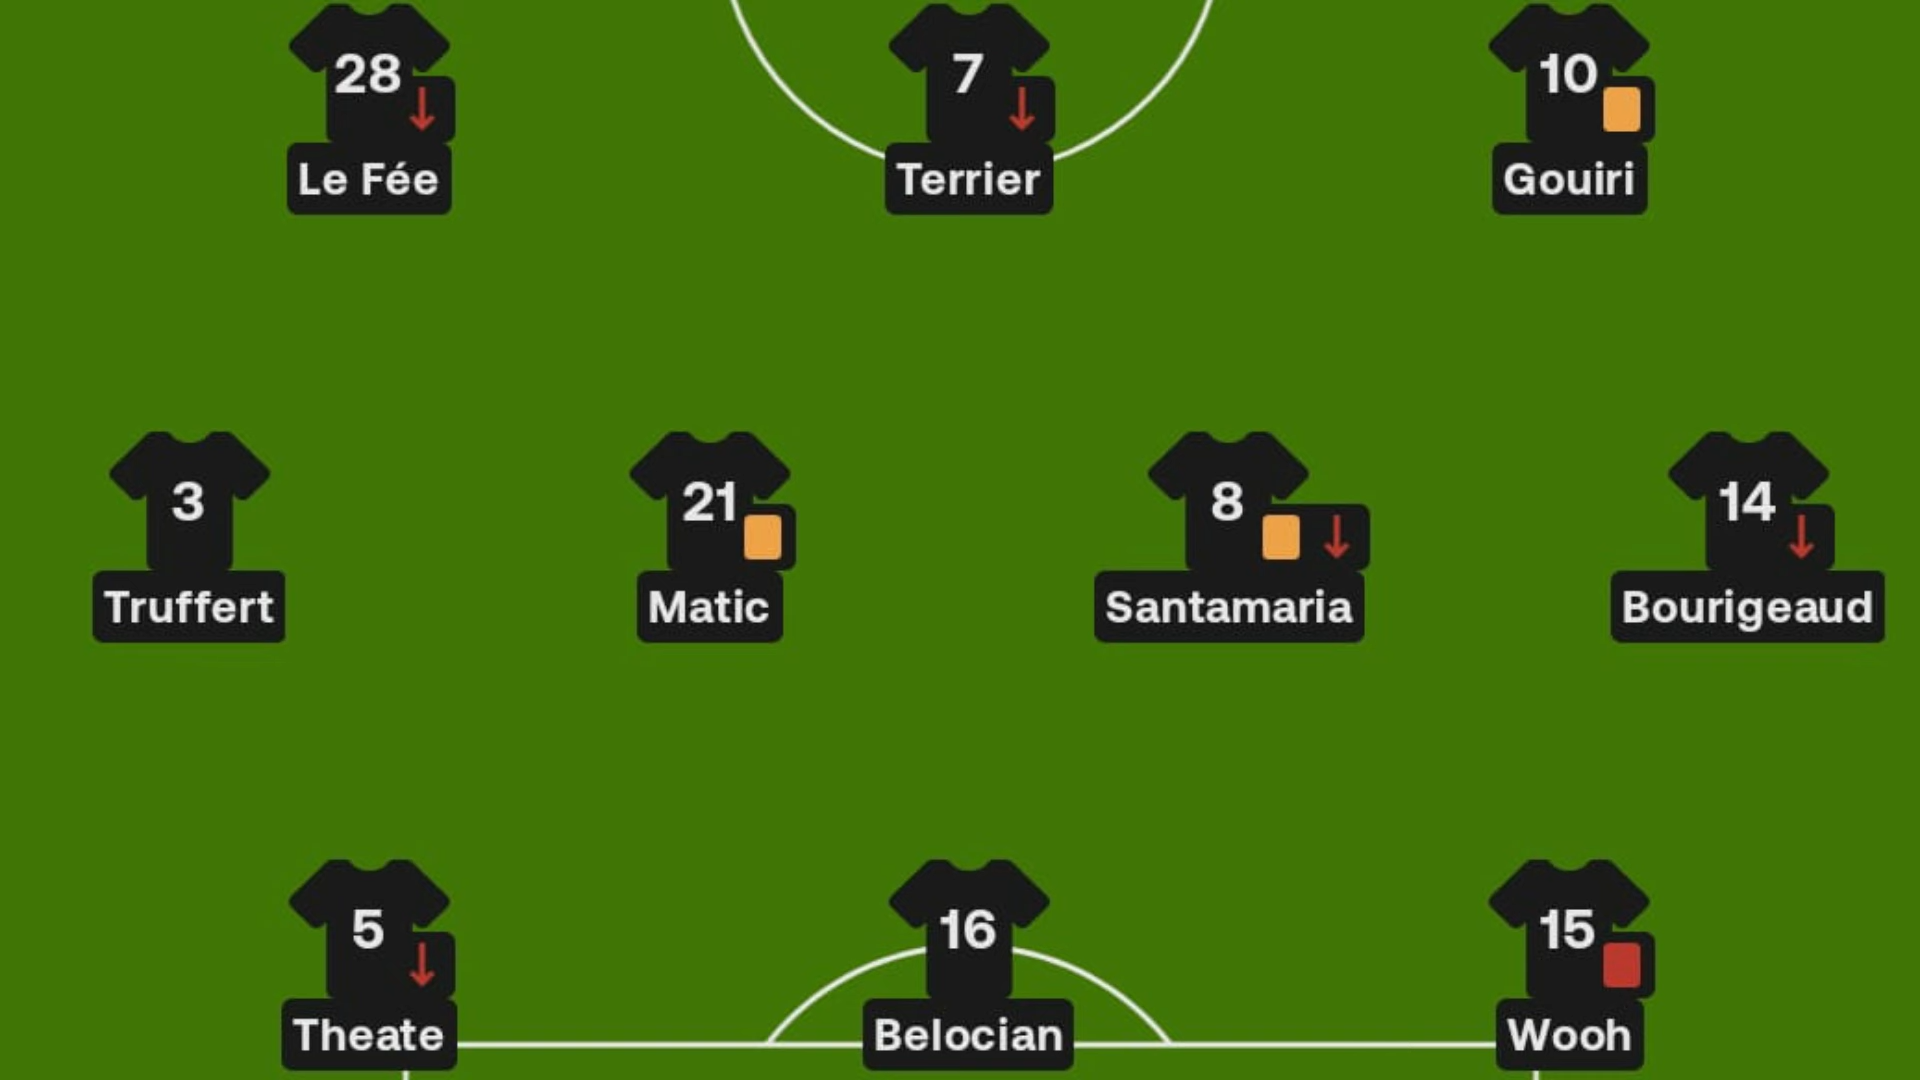 28 7 10
Le Fée Terrier Gouiri
3 21 8 14
Truffert Matic Santamaria Bourigeaud
5 16 15
Theate Belocian Wooh